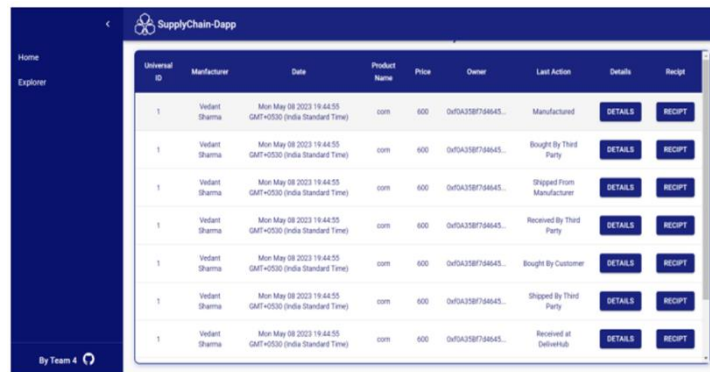 SupplyChain-Dapp
Home
Explorer
Universal ID Manfacturer Date Product Name Price Owner Last Action Details Recipt
1 Vedant Sharma Mon May 08 2023 19:44:55 GMT+0530 (India Standard Time) corn 600 0xf0A35Bf7d4645... Manufactured DETAILS RECIPT
1 Vedant Sharma Mon May 08 2023 19:44:55 GMT+0530 (India Standard Time) corn 600 0xf0A35Bf7d4645... Bought By Third Party DETAILS RECIPT
1 Vedant Sharma Mon May 08 2023 19:44:55 GMT+0530 (India Standard Time) corn 600 0xf0A35Bf7d4645... Shipped From Manufacturer DETAILS RECIPT
1 Vedant Sharma Mon May 08 2023 19:44:55 GMT+0530 (India Standard Time) corn 600 0xf0A35Bf7d4645... Received By Third Party DETAILS RECIPT
1 Vedant Sharma Mon May 08 2023 19:44:55 GMT+0530 (India Standard Time) corn 600 0xf0A35Bf7d4645... Bought By Customer DETAILS RECIPT
1 Vedant Sharma Mon May 08 2023 19:44:55 GMT+0530 (India Standard Time) corn 600 0xf0A35Bf7d4645... Shipped By Third Party DETAILS RECIPT
1 Vedant Sharma Mon May 08 2023 19:44:55 GMT+0530 (India Standard Time) corn 600 0xf0A35Bf7d4645... Received at DeliveHub DETAILS RECIPT
By Team 4